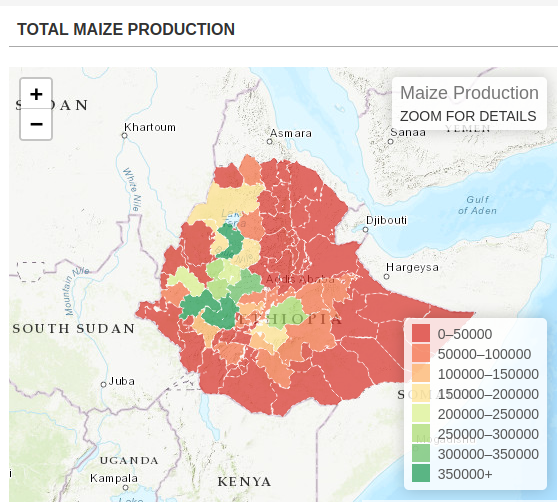 TOTAL MAIZE PRODUCTION
+
−
Maize Production
ZOOM FOR DETAILS
DAN
YEMEN
Khartoum
Asmara
Sanaa
White Nile
Gulf
of Aden
Djibouti
Addis Ababa
Hargeysa
Mountain Nile
ETHIOPIA
SOUTH SUDAN
Juba
UGANDA
Kampala
KENYA
Lake
0–50000
50000–100000
100000–150000
150000–200000
200000–250000
250000–300000
300000–350000
350000+